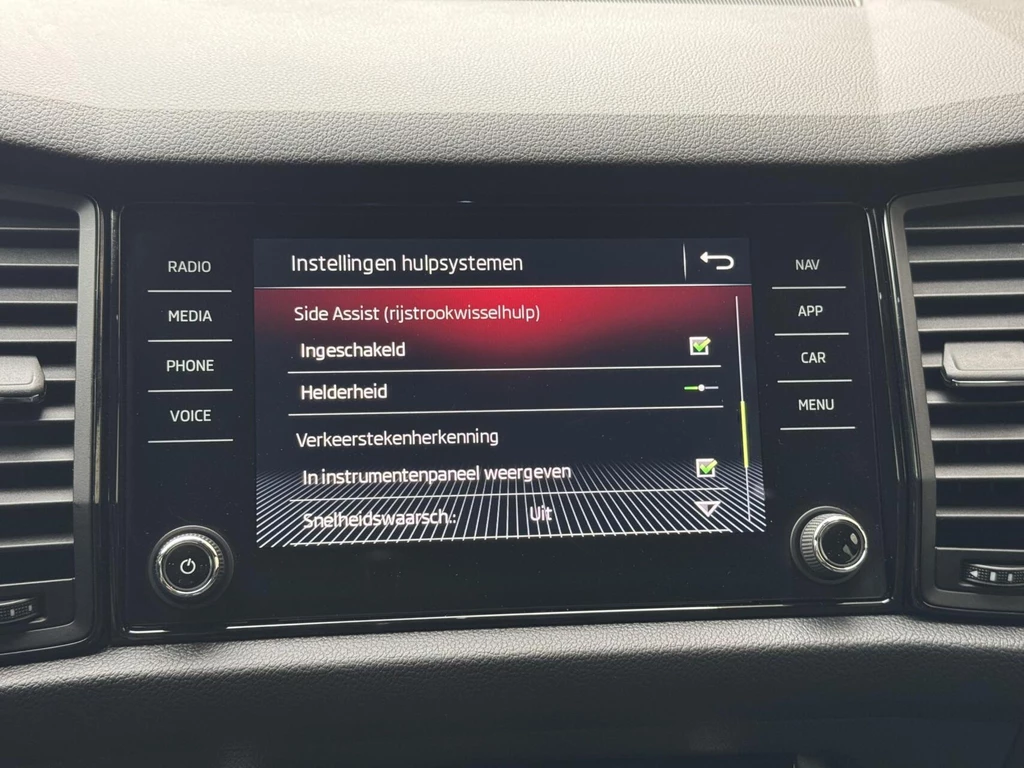 RADIO
MEDIA
PHONE
VOICE
Instellingen hulpsystemen
Side Assist (rijstrookwisselhulp)
Ingeschakeld
Helderheid
Verkeerstekenherkenning
In instrumentenpaneel weergeven
Snelheidswaarsch.: Uit
NAV
APP
CAR
MENU